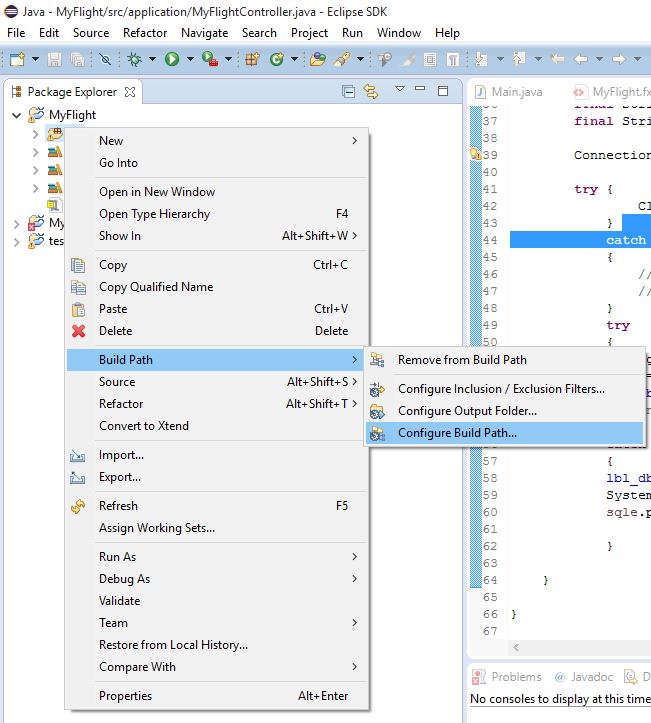 Java - MyFlight/src/application/MyFlightController.java - Eclipse SDK
File Edit Source Refactor Navigate Search Project Run Window Help
Package Explorer
Main.java MyFlight.fx
MyFlight
My
tes
New
Go Into
Open in New Window
Open Type Hierarchy F4
Show In Alt+Shift+W
Copy Ctrl+C
Copy Qualified Name
Paste Ctrl+V
Delete Delete
Build Path
Source Alt+Shift+S
Refactor Alt+Shift+T
Convert to Xtend
Import...
Export...
Refresh F5
Assign Working Sets...
Run As
Debug As
Validate
Team
Restore from Local History...
Compare With
Properties Alt+Enter
Remove from Build Path
Configure Inclusion / Exclusion Filters...
Configure Output Folder...
Configure Build Path...
36 final Stri
37 final Stri
38
39 Connection
40
41 try {
42 Cl
43 }
44 catch
45 {
46 //
47 //
48 }
49 try
50 {
56 {
57
58 lbl_db
59 System
60 sqle.p
61
62 }
63
64 }
65
66 }
67
Problems @ Javadoc D
No consoles to display at this time